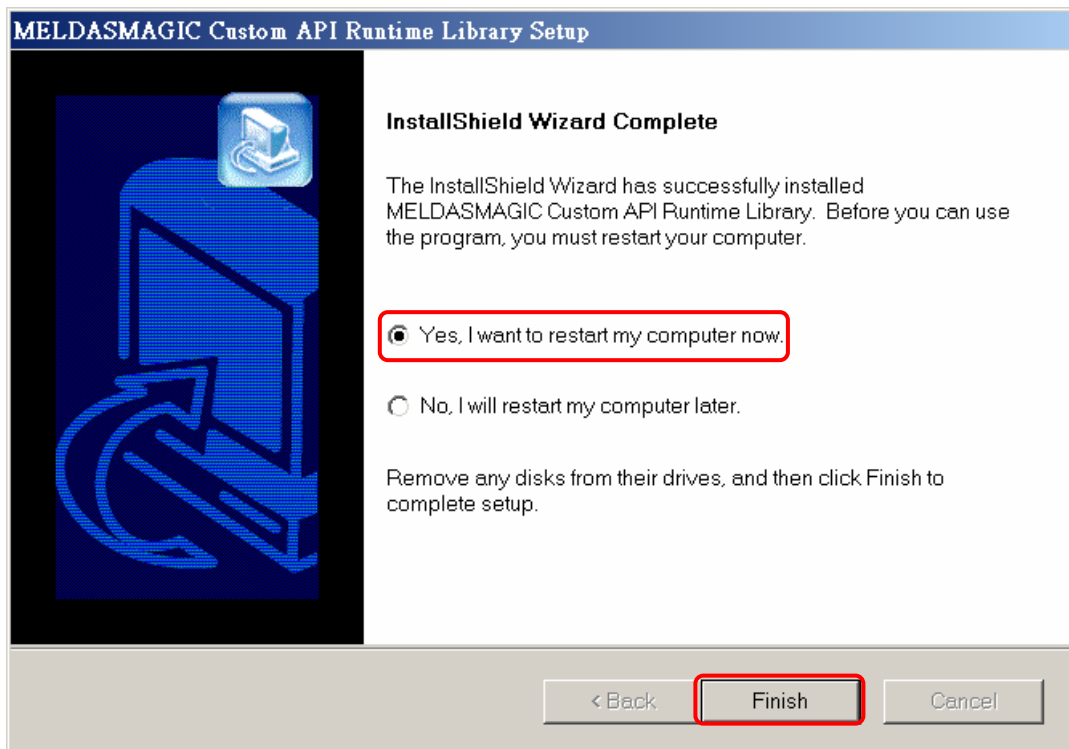 MELDASMAGIC Custom API Runtime Library Setup
InstallShield Wizard Complete
The InstallShield Wizard has successfully installed
MELDASMAGIC Custom API Runtime Library.  Before you can use
the program, you must restart your computer.
Yes, I want to restart my computer now.
No, I will restart my computer later.
Remove any disks from their drives, and then click Finish to
complete setup.
< Back
Finish
Cancel